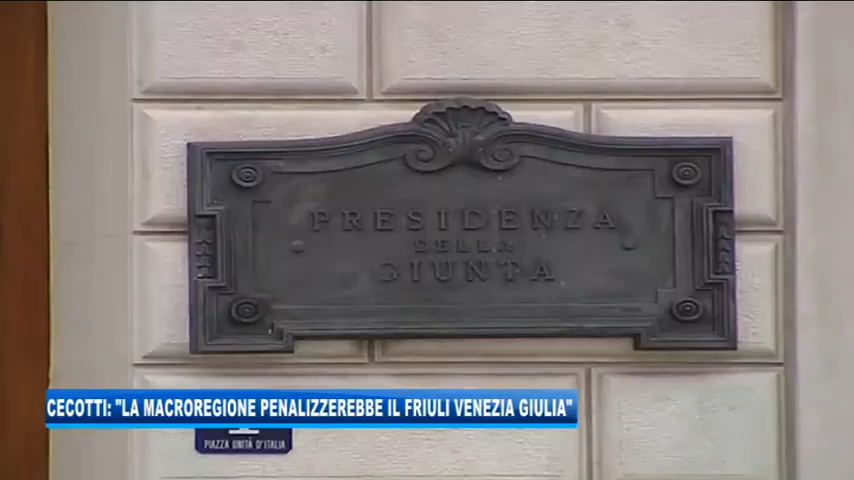 PRESIDENZA
DELLA
GIUNTA
CECOTTI: "LA MACROREGIONE PENALIZZEREBBE IL FRIULI VENEZIA GIULIA"
PIAZZA UNITÀ D'ITALIA